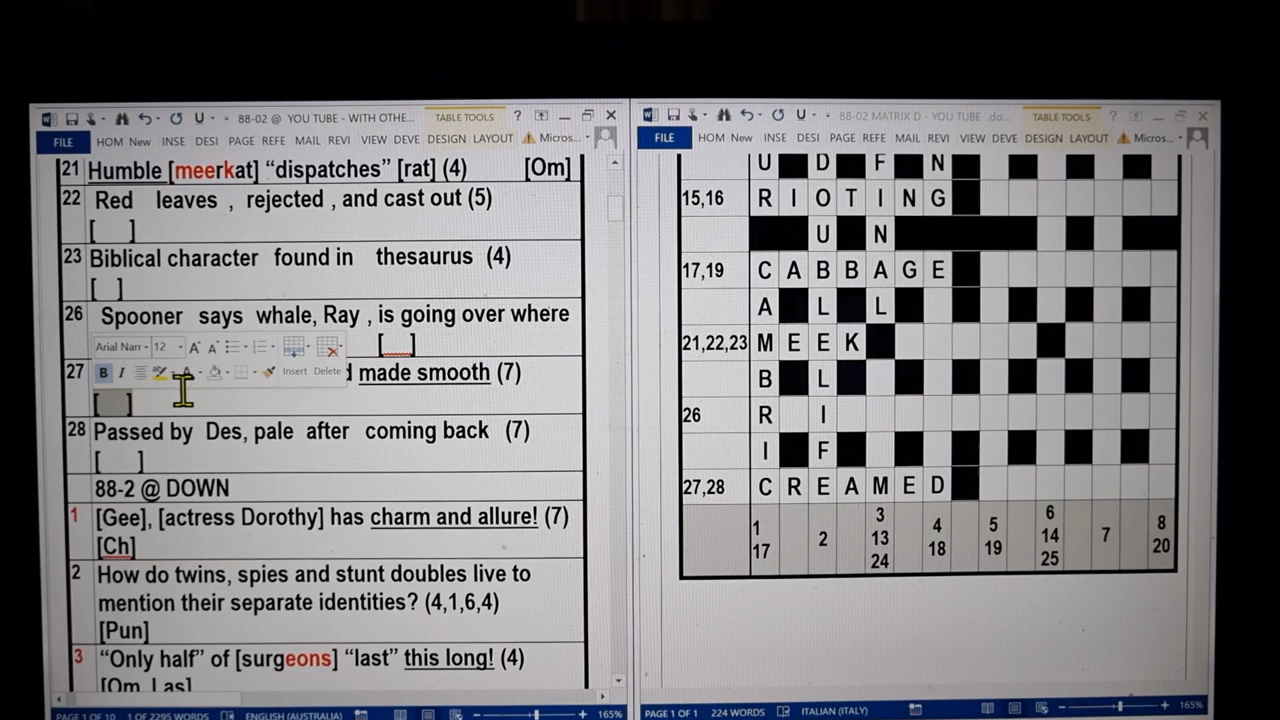 88-02 @ YOU TUBE - WITH OTHE...
TABLE TOOLS
FILE HOM New INSE DESI PAGE REFE MAIL REVI VIEW DEVE DESIGN LAYOUT Micros...
21 Humble [meerkat] “dispatches” [rat] (4) [Om]
22 Red leaves , rejected , and cast out (5)
[ ]
23 Biblical character found in thesaurus (4)
[ ]
26 Spooner says whale, Ray , is going over where
[ ]
Arial Narr 12
27 made smooth (7)
B I Insert Delete
[ ]
28 Passed by Des, pale after coming back (7)
[ ]
88-2 @ DOWN
1 [Gee], [actress Dorothy] has charm and allure! (7)
[Ch]
2 How do twins, spies and stunt doubles live to
mention their separate identities? (4,1,6,4)
[Pun]
3 “Only half” of [surgeons] “last” this long! (4)
[Om, Las]
PAGE 1 OF 10 1 OF 2295 WORDS ENGLISH (AUSTRALIA) 165%
88-02 MATRIX D - YOU TUBE .do...
TABLE TOOLS
FILE HOM New INSE DESI PAGE REFE MAIL REVI VIEW DEVE DESIGN LAYOUT Micros...
U D F N
15,16 R I O T I N G
U N
17,19 C A B B A G E
A L L
21,22,23 M E E K
B L
26 R I
I F
27,28 C R E A M E D
1 2 3 4 5 6 7 8
17 13 18 19 14 20
24 25
PAGE 1 OF 1 224 WORDS ITALIAN (ITALY) 165%